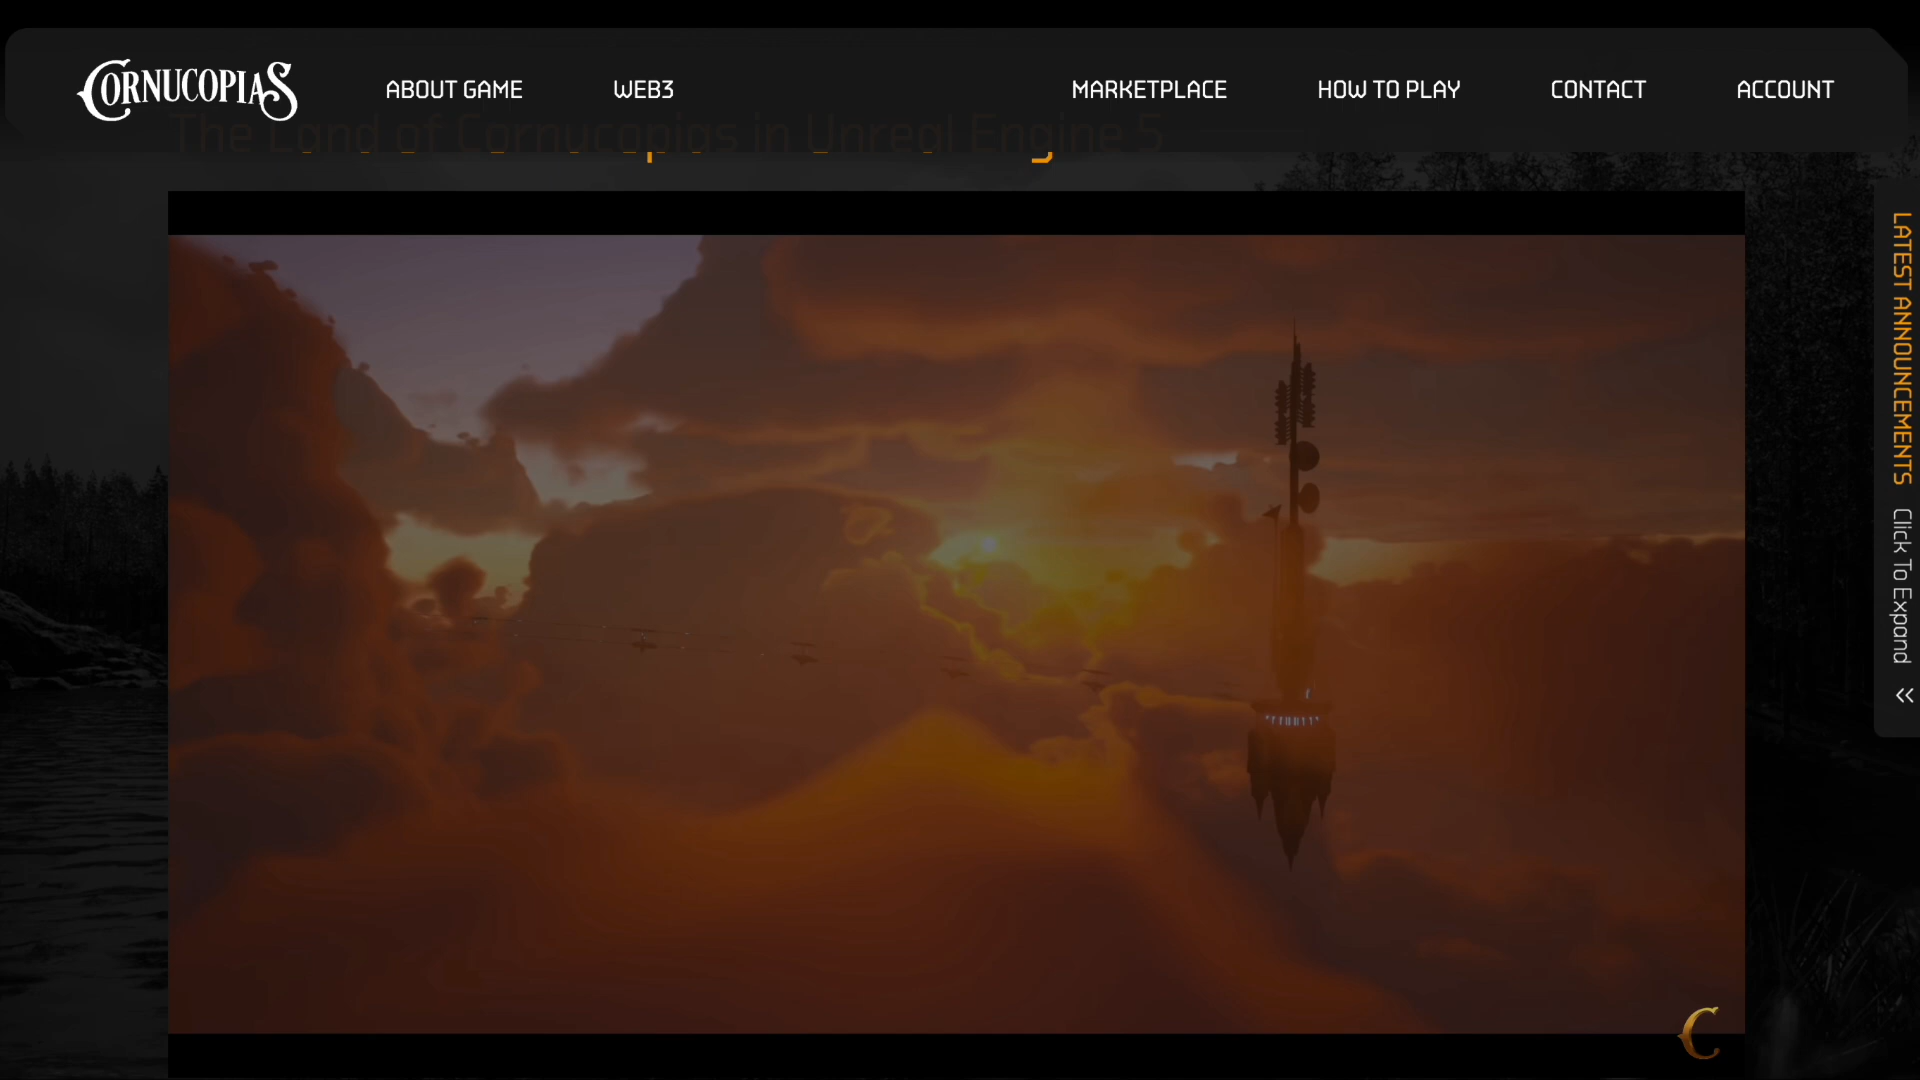 CORNUCOPIAS
ABOUT GAME
WEB3
MARKETPLACE
HOW TO PLAY
CONTACT
ACCOUNT
The Land of Cornucopias in Unreal Engine 5
LATEST ANNOUNCEMENTS Click To Expand
C